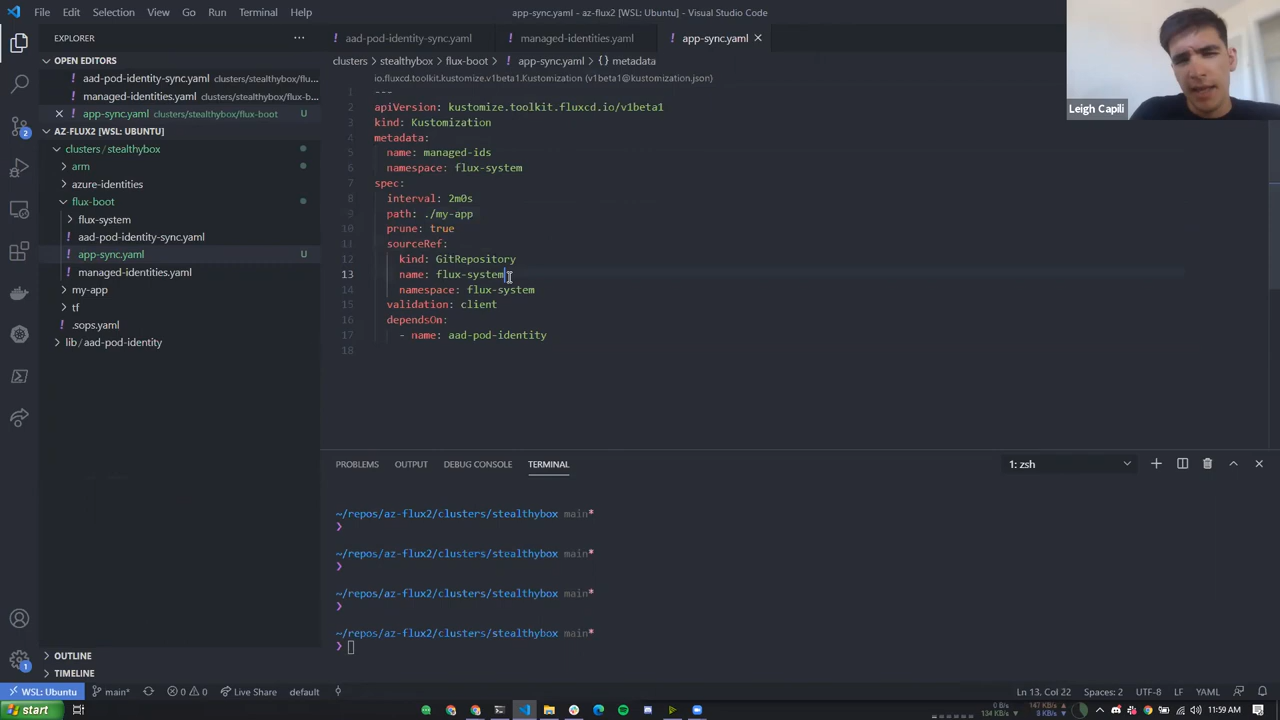 File Edit Selection View Go Run Terminal Help
app-sync.yaml - az-flux2 [WSL: Ubuntu] - Visual Studio Code
EXPLORER
OPEN EDITORS
aad-pod-identity-sync.yaml clusters/stealthybox/flu...
managed-identities.yaml clusters/stealthybox/flux-b...
app-sync.yaml clusters/stealthybox/flux-boot U
AZ-FLUX2 [WSL: UBUNTU]
clusters/stealthybox
arm
azure-identities
flux-boot
flux-system
aad-pod-identity-sync.yaml
app-sync.yaml U
managed-identities.yaml
my-app
tf
.sops.yaml
lib/aad-pod-identity
OUTLINE
TIMELINE
aad-pod-identity-sync.yaml managed-identities.yaml app-sync.yaml
clusters > stealthybox > flux-boot > app-sync.yaml > {} metadata
io.fluxcd.toolkit.kustomize.v1beta1.Kustomization (v1beta1@kustomization.json)
1 ---
2 apiVersion: kustomize.toolkit.fluxcd.io/v1beta1
3 kind: Kustomization
4 metadata:
5 name: managed-ids
6 namespace: flux-system
7 spec:
8 interval: 2m0s
9 path: ./my-app
10 prune: true
11 sourceRef:
12 kind: GitRepository
13 name: flux-system
14 namespace: flux-system
15 validation: client
16 dependsOn:
17 - name: aad-pod-identity
18
Leigh Capili
PROBLEMS OUTPUT DEBUG CONSOLE TERMINAL
1: zsh
~/repos/az-flux2/clusters/stealthybox main*
❯
~/repos/az-flux2/clusters/stealthybox main*
❯
~/repos/az-flux2/clusters/stealthybox main*
❯
~/repos/az-flux2/clusters/stealthybox main*
❯
2
1
WSL: Ubuntu main* 0 0 Live Share default
Ln 13, Col 22 Spaces: 2 UTF-8 LF YAML
start
0 B/s 147 KB/s
134 KB/s 8 KB/s
11:59 AM